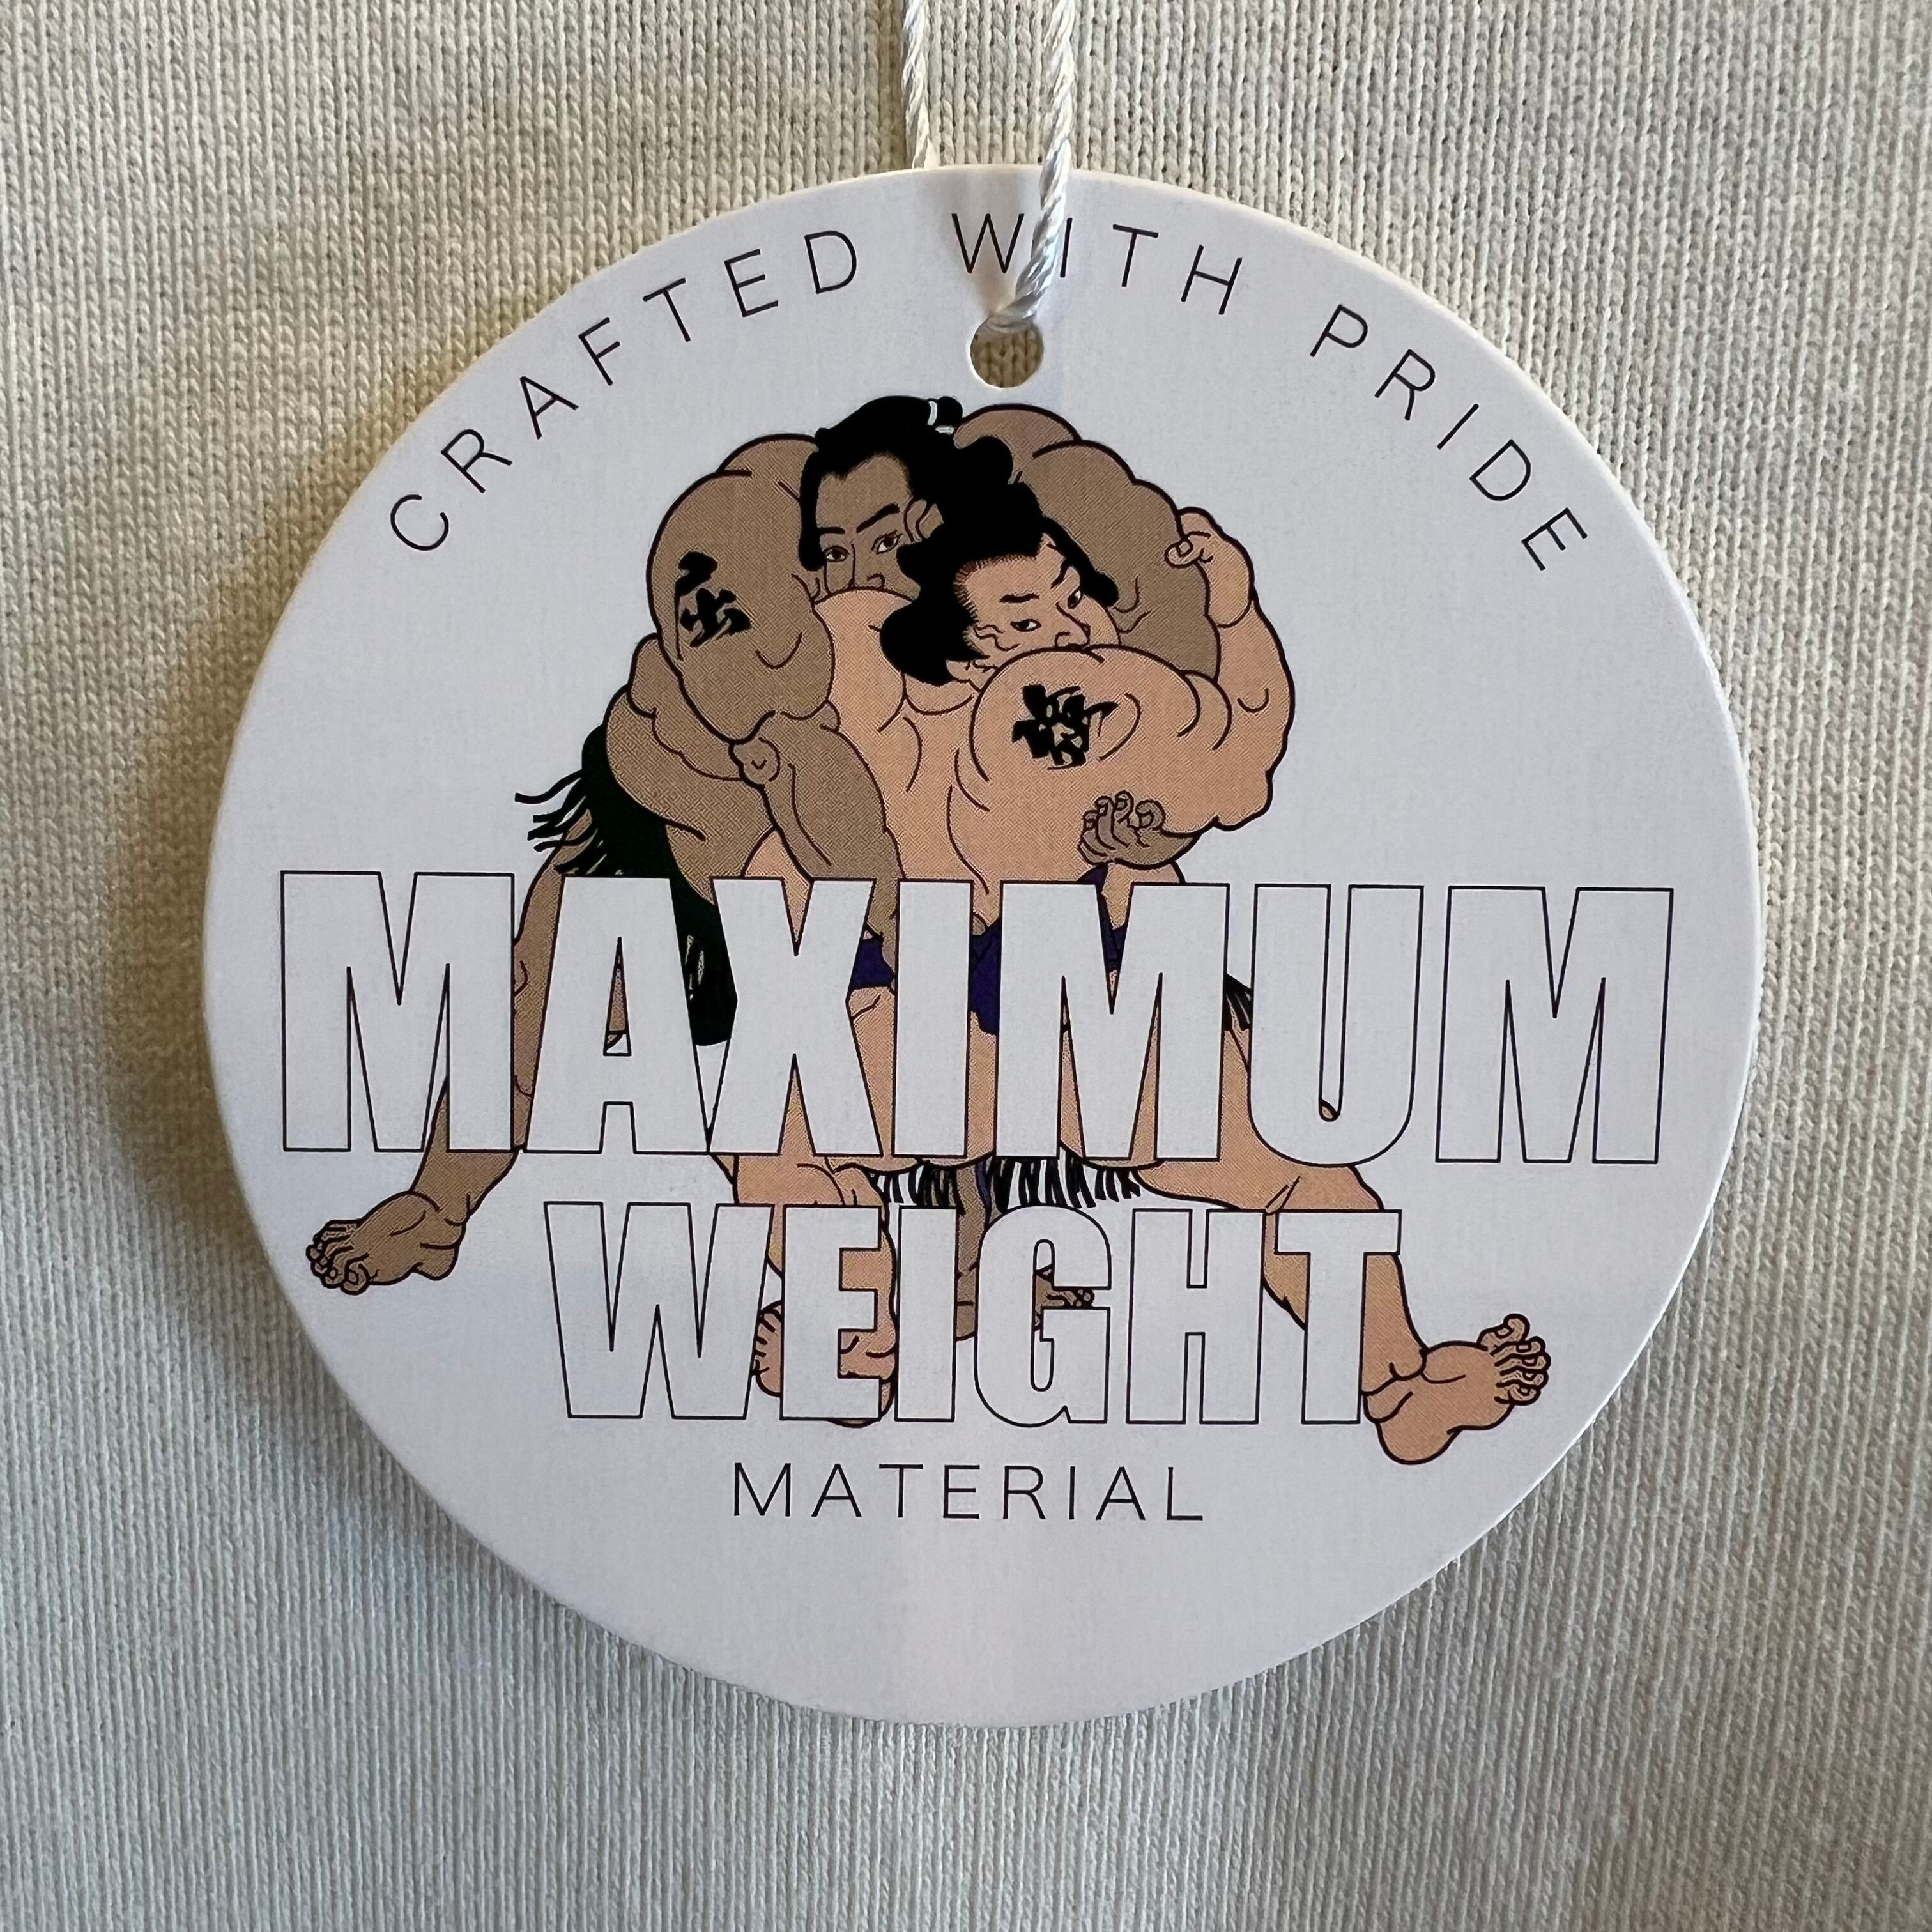 CRAFTED WITH PRIDE
MAXIMUM
WEIGHT
MATERIAL